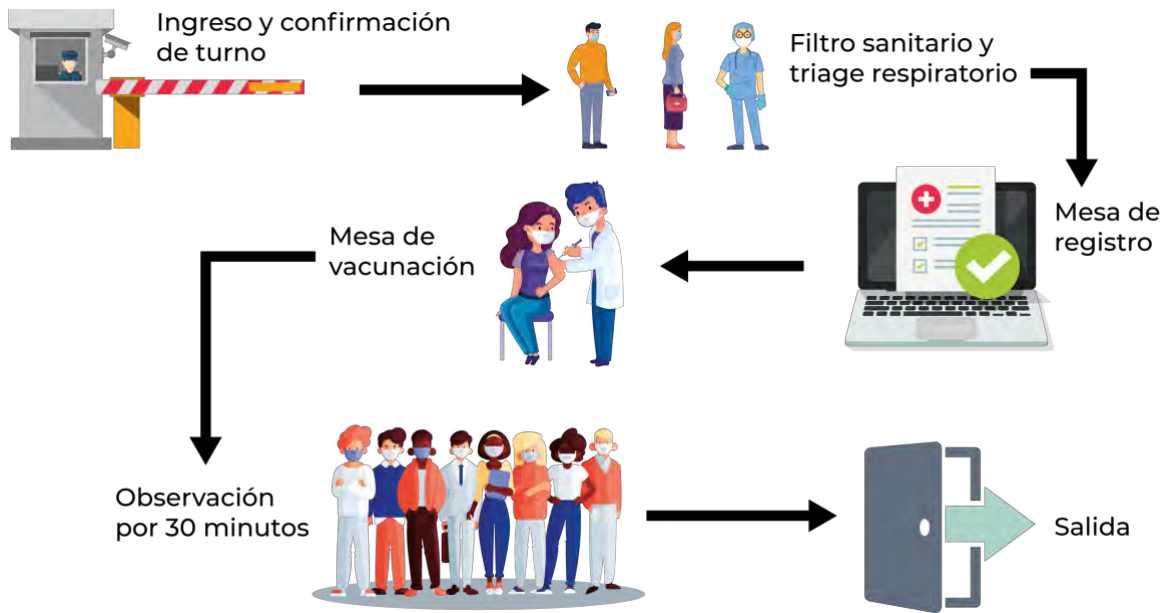 Ingreso y confirmación
de turno
Filtro sanitario y
triage respiratorio
Mesa de
registro
Mesa de
vacunación
Observación
por 30 minutos
Salida